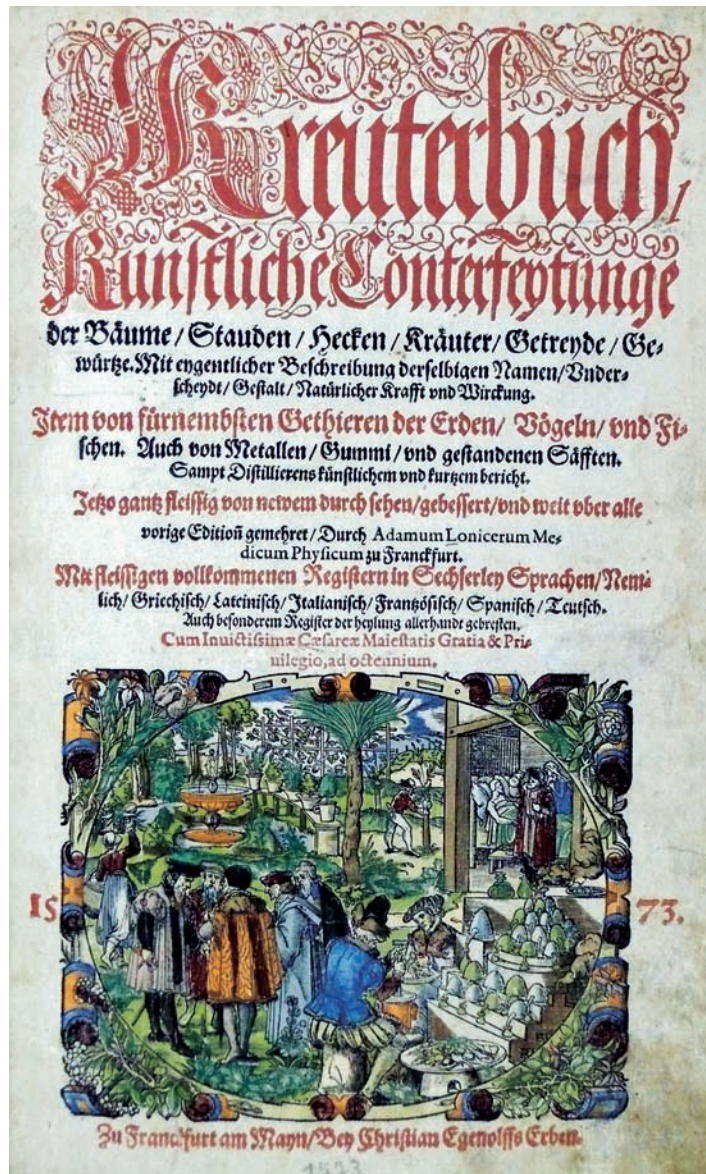 Kreuterbuch/
Kunstliche Conterfeytunge
der Bäume/Stauden/Hecken/Kräuter/Getreyde/Ge-
würtze. Mit eygentlicher Beschreibung derselbigen Namen/Vnder-
scheydt/Gestalt/Natürlicher Krafft vnd Wirckung.
Item von fürnembsten Gethieren der Erden/Vögeln/vnd Fi-
schen. Auch von Metallen/Gummi/vnd gestandenen Säfften.
Sampt Distillierens künstlichem vnd kurtzem bericht.
Jetzo gantz fleissig von newem durch sehen/gebessert/vnd weit vber alle
vorige Edition̄ gemehret/Durch Adamum Lonicerum Me-
dicum Physicum zu Franckfurt.
Mit fleissigen vollkommenen Registern in Sechserley Sprachen/Nem-
lich/Griechisch/Lateinisch/Italianisch/Frantzösisch/Spanisch/Teutsch.
Auch besonderem Register der heylung allerhandt gebresten.
Cum Inuictissimæ Cæsareæ Maiestatis Gratia & Pri-
uilegio, ad octennium.
15 73.
Zu Franckfurt am Mayn/Bey Christian Egenolffs Erben.
1573